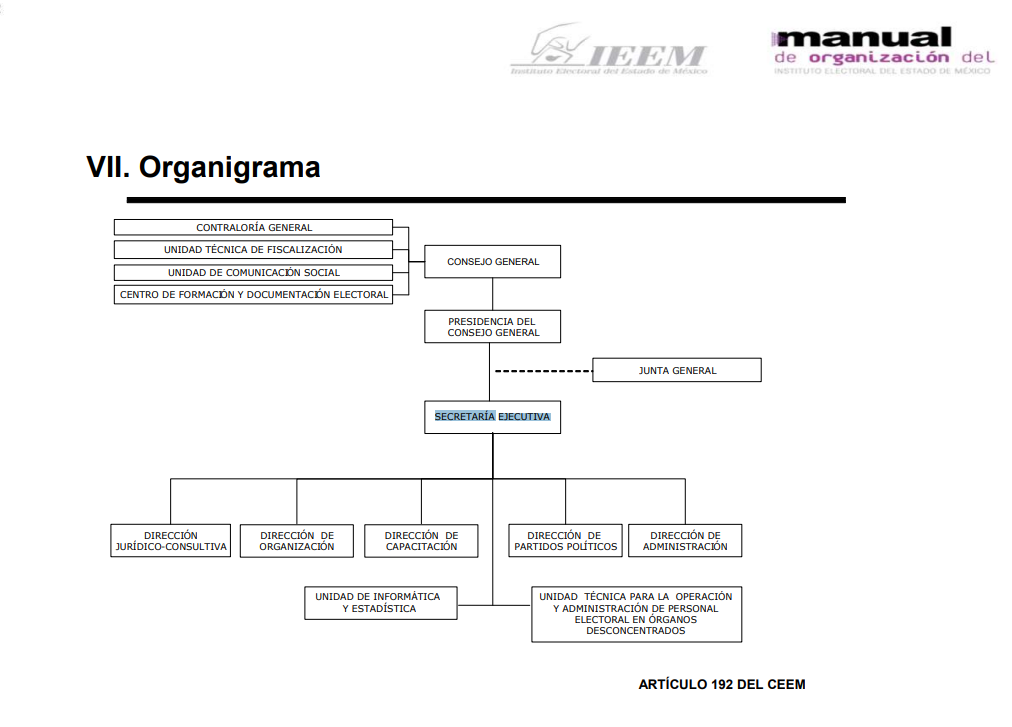 IEEM
Instituto Electoral del Estado de México
manual
de organización del
INSTITUTO ELECTORAL DEL ESTADO DE MÉXICO
VII. Organigrama
CONTRALORÍA GENERAL
UNIDAD TÉCNICA DE FISCALIZACIÓN
UNIDAD DE COMUNICACIÓN SOCIAL
CENTRO DE FORMACIÓN Y DOCUMENTACIÓN ELECTORAL
CONSEJO GENERAL
PRESIDENCIA DEL
CONSEJO GENERAL
JUNTA GENERAL
SECRETARÍA EJECUTIVA
DIRECCIÓN
JURÍDICO-CONSULTIVA
DIRECCIÓN DE
ORGANIZACIÓN
DIRECCIÓN DE
CAPACITACIÓN
DIRECCIÓN DE
PARTIDOS POLÍTICOS
DIRECCIÓN DE
ADMINISTRACIÓN
UNIDAD DE INFORMÁTICA
Y ESTADÍSTICA
UNIDAD TÉCNICA PARA LA OPERACIÓN
Y ADMINISTRACIÓN DE PERSONAL
ELECTORAL EN ÓRGANOS
DESCONCENTRADOS
ARTÍCULO 192 DEL CEEM